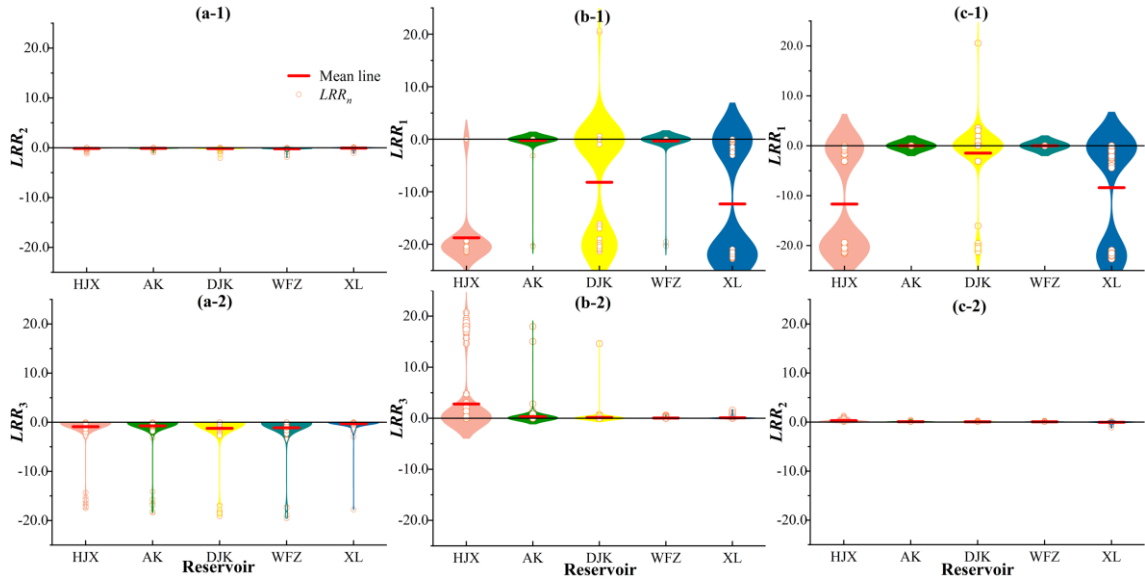 (a-1)
20.0
10.0
0.0
-10.0
-20.0
LRR2
Mean line
LRRn
HJX AK DJK WFZ XL
(b-1)
20.0
10.0
0.0
-10.0
-20.0
LRR1
HJX AK DJK WFZ XL
(c-1)
20.0
10.0
0.0
-10.0
-20.0
LRR1
HJX AK DJK WFZ XL
(a-2)
20.0
10.0
0.0
-10.0
-20.0
LRR3
HJX AK DJK WFZ XL
Reservoir
(b-2)
20.0
10.0
0.0
-10.0
-20.0
LRR3
HJX AK DJK WFZ XL
Reservoir
(c-2)
20.0
10.0
0.0
-10.0
-20.0
LRR2
HJX AK DJK WFZ XL
Reservoir